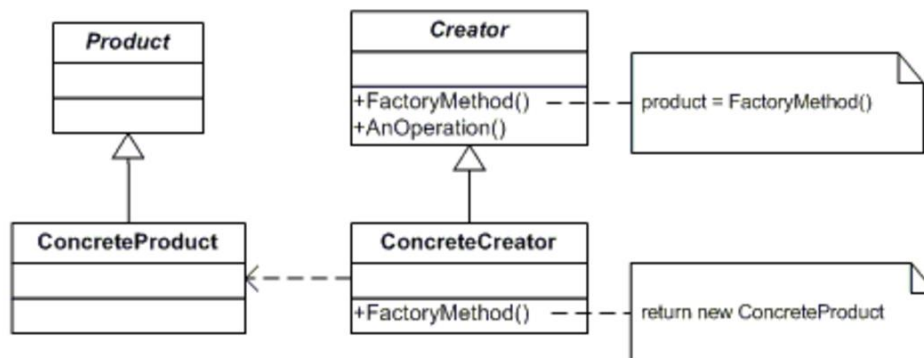 Product
Creator
+FactoryMethod()
+AnOperation()
product = FactoryMethod()
ConcreteProduct
ConcreteCreator
+FactoryMethod()
return new ConcreteProduct